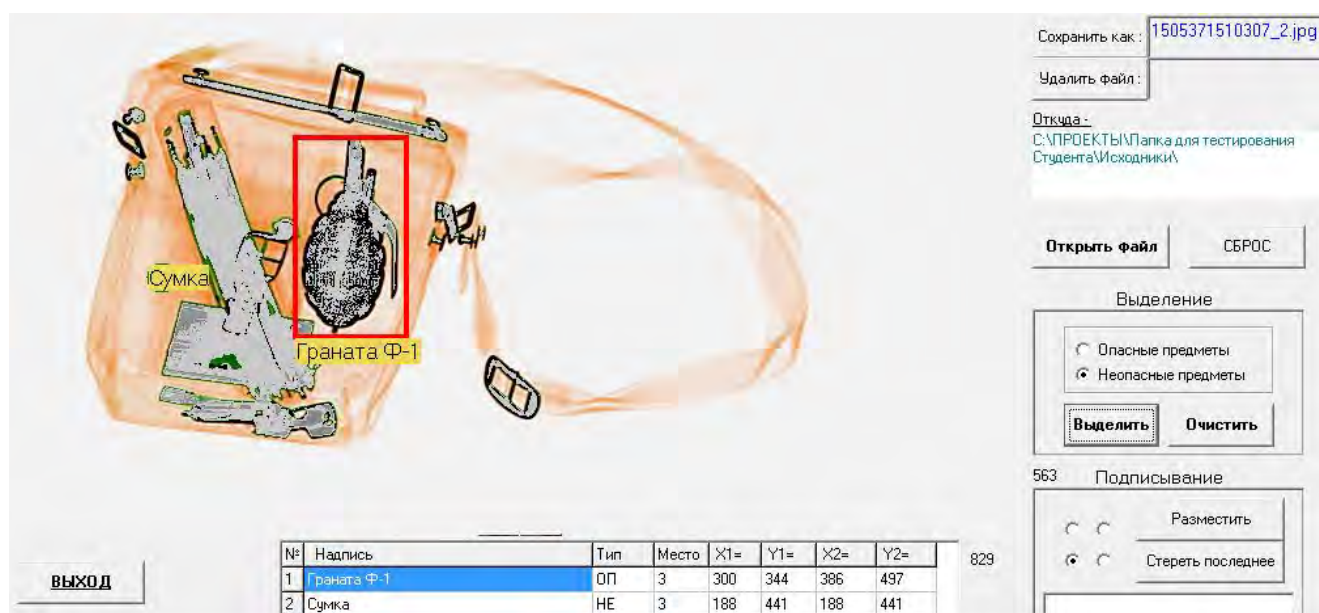 Сохранить как :
1505371510307_2.jpg
Удалить файл :
Откуда -
C:\ПРОЕКТЫ\Папка для тестирования
Студента\Исходники\
Открыть файл
СБРОС
Выделение
Опасные предметы
Неопасные предметы
Выделить
Очистить
563
Подписывание
Разместить
Стереть последнее
Сумка
Граната Ф-1
ВЫХОД
№ Надпись Тип Место X1= Y1= X2= Y2=
829
1 Граната Ф-1 ОП 3 300 344 386 497
2 Сумка НЕ 3 188 441 188 441